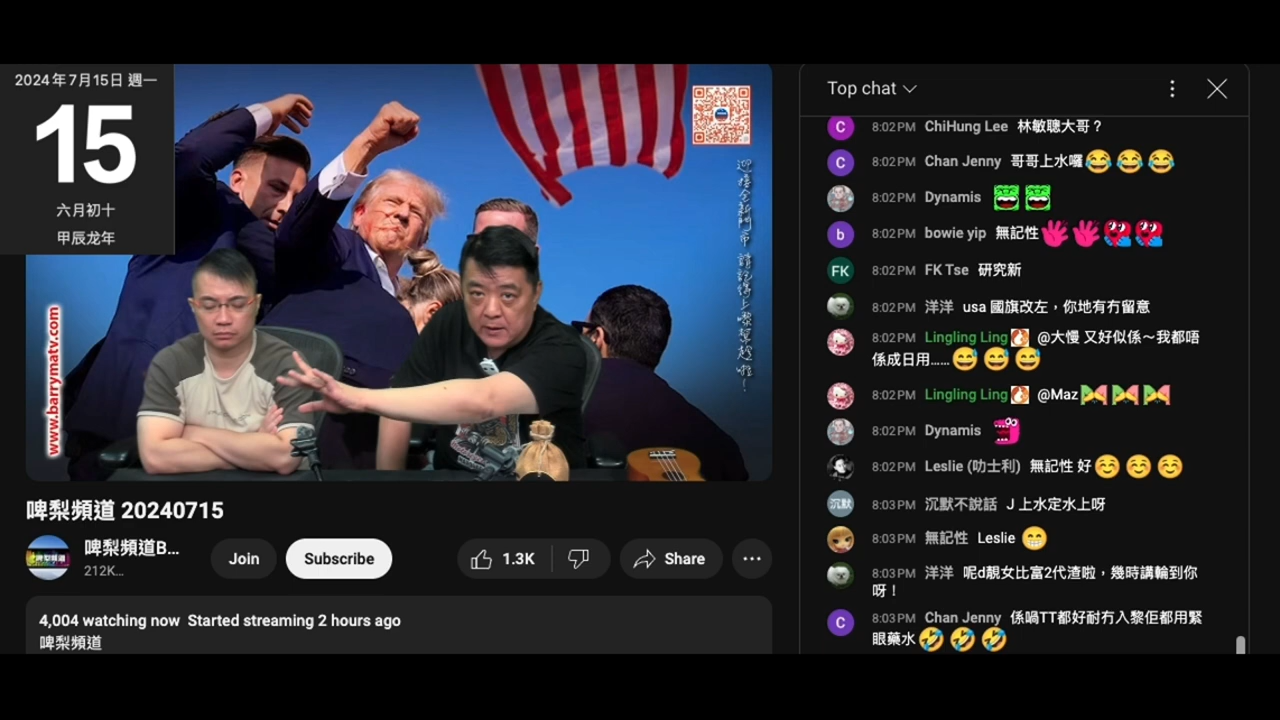 2024年7月15日 週一
15
六月初十
甲辰龙年
www.barrymatv.com
啤梨頻道 20240715
啤梨頻道B...
212K...
Join
Subscribe
1.3K
Share
4,004 watching now Started streaming 2 hours ago
啤梨頻道
Top chat
C 8:02PM ChiHung Lee 林敏聰大哥？
C 8:02PM Chan Jenny 哥哥上水囉😂😂😂
8:02PM Dynamis
b 8:02PM bowie yip 無記性
FK 8:02PM FK Tse 研究新
8:02PM 洋洋 usa 國旗改左，你地有冇留意
8:02PM Lingling Ling @大慢 又好似係～我都唔
係成日用......😅😅😅
8:02PM Lingling Ling @Maz
8:02PM Dynamis
8:02PM Leslie (叻士利) 無記性 好☺️☺️☺️
沉默 8:03PM 沉默不說話 J 上水定水上呀
8:03PM 無記性 Leslie 😁
8:03PM 洋洋 呢d靚女比富2代渣啦，幾時講輪到你
呀！
C 8:03PM Chan Jenny 係喎TT都好耐冇入黎佢都用緊
眼藥水🤣🤣🤣